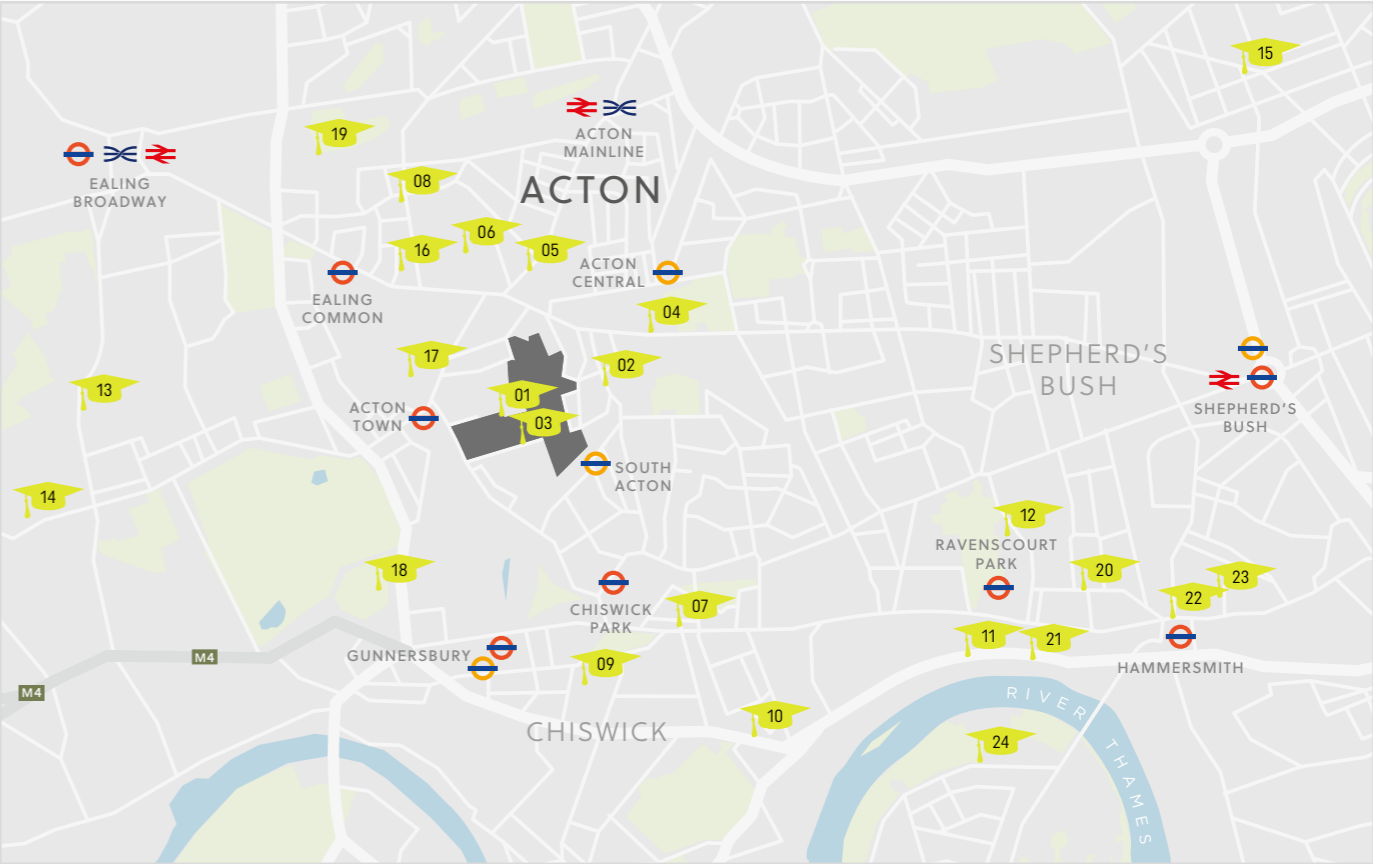 15
19
ACTON
MAINLINE
EALING
BROADWAY
08
ACTON
06
16
05
ACTON
CENTRAL
EALING
COMMON
04
17
02
SHEPHERD'S
BUSH
13
01
ACTON
TOWN
03
SHEPHERD'S
BUSH
SOUTH
ACTON
14
12
RAVENSCOURT
PARK
18
20
23
22
CHISWICK
PARK
07
11
21
M4
GUNNERSBURY
09
HAMMERSMITH
M4
RIVER THAMES
10
CHISWICK
24